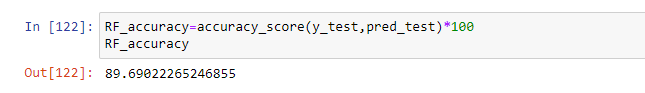 In [122]: RF_accuracy=accuracy_score(y_test,pred_test)*100
RF_accuracy
Out[122]: 89.69022265246855